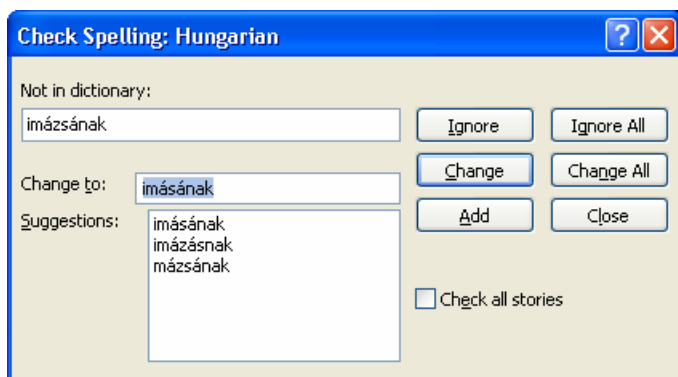 Check Spelling: Hungarian
Not in dictionary:
imázsának
Ignore
Ignore All
Change to:
imásának
Change
Change All
Suggestions:
imásának
imázásnak
mázsának
Add
Close
Check all stories